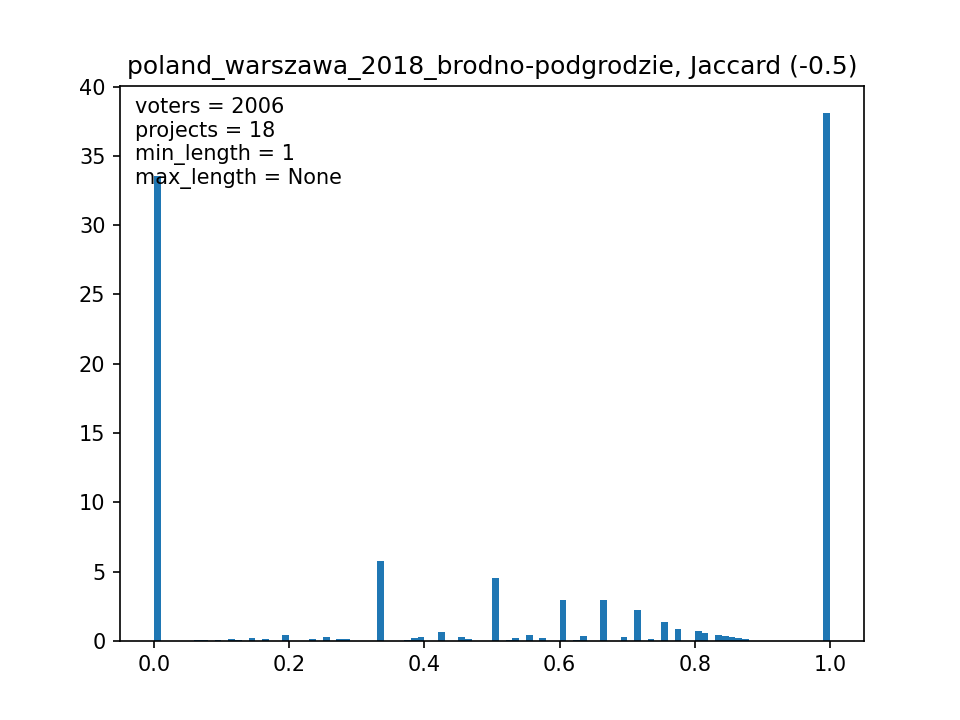 poland_warszawa_2018_brodno-podgrodzie, Jaccard (-0.5)
voters = 2006
projects = 18
min_length = 1
max_length = None
40
35
30
25
20
15
10
5
0
0.0 0.2 0.4 0.6 0.8 1.0